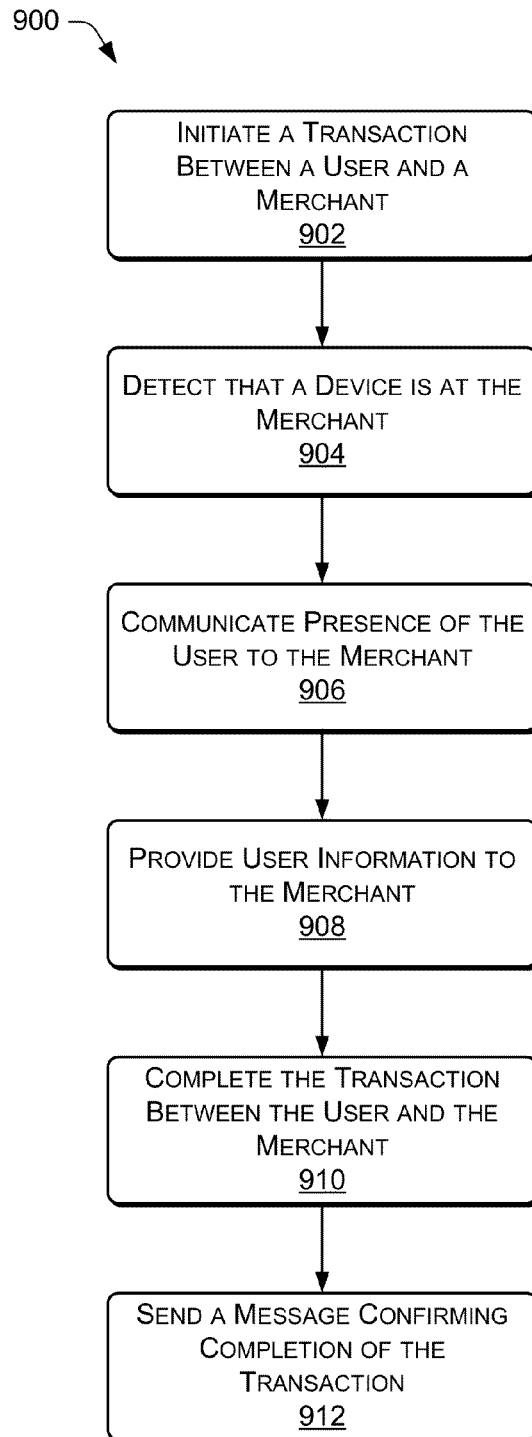 900
INITIATE A TRANSACTION
BETWEEN A USER AND A
MERCHANT
902
DETECT THAT A DEVICE IS AT THE
MERCHANT
904
COMMUNICATE PRESENCE OF THE
USER TO THE MERCHANT
906
PROVIDE USER INFORMATION TO
THE MERCHANT
908
COMPLETE THE TRANSACTION
BETWEEN THE USER AND THE
MERCHANT
910
SEND A MESSAGE CONFIRMING
COMPLETION OF THE
TRANSACTION
912